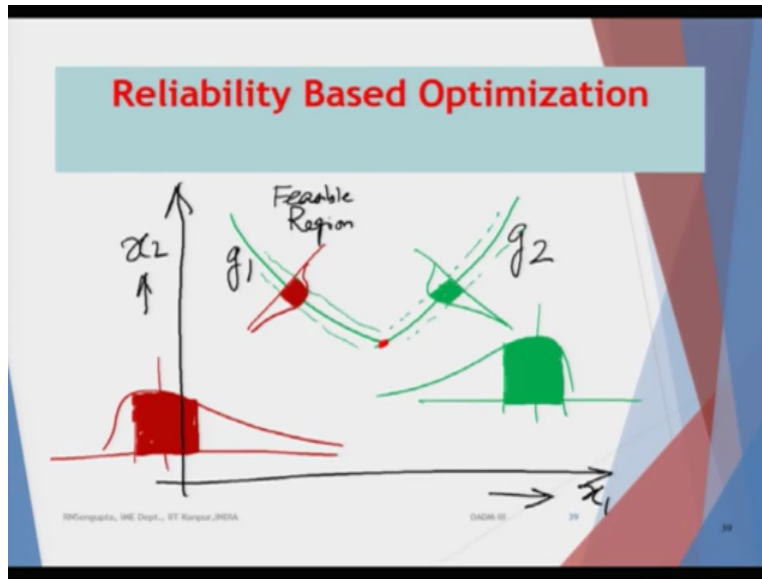 Reliability Based Optimization
Feasible
Region
x2
g1
g2
x1
RNSengupta, IME Dept., IIT Kanpur,INDIA
DADM-III
39
39